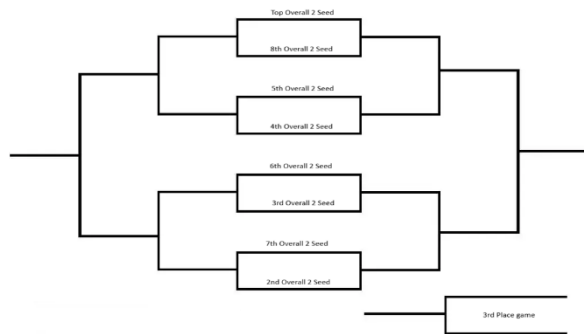 Top Overall 2 Seed
8th Overall 2 Seed
5th Overall 2 Seed
4th Overall 2 Seed
6th Overall 2 Seed
3rd Overall 2 Seed
7th Overall 2 Seed
2nd Overall 2 Seed
3rd Place game